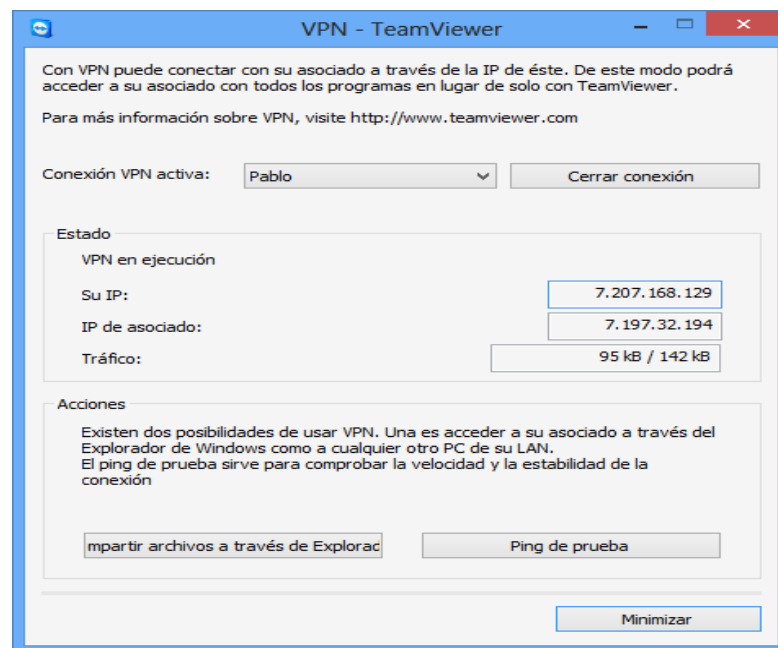 VPN - TeamViewer
Con VPN puede conectar con su asociado a través de la IP de éste. De este modo podrá
acceder a su asociado con todos los programas en lugar de solo con TeamViewer.
Para más información sobre VPN, visite http://www.teamviewer.com
Conexión VPN activa: Pablo Cerrar conexión
Estado
VPN en ejecución
Su IP: 7.207.168.129
IP de asociado: 7.197.32.194
Tráfico: 95 kB / 142 kB
Acciones
Existen dos posibilidades de usar VPN. Una es acceder a su asociado a través del
Explorador de Windows como a cualquier otro PC de su LAN.
El ping de prueba sirve para comprobar la velocidad y la estabilidad de la
conexión
mpartir archivos a través de Explorad Ping de prueba
Minimizar